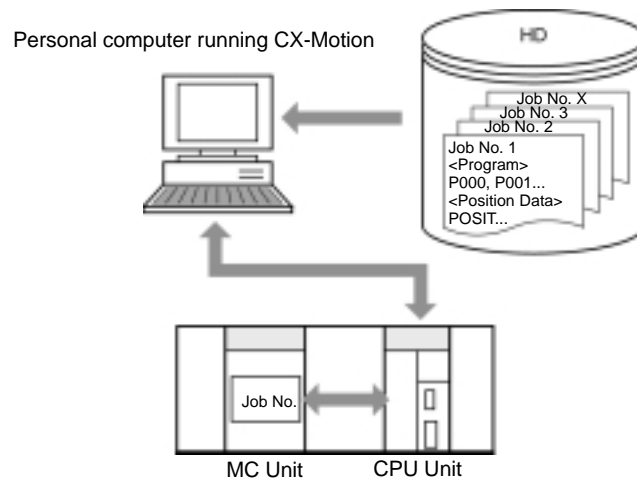 Personal computer running CX-Motion
HD
Job No. X
Job No. 3
Job No. 2
Job No. 1
<Program>
P000, P001...
<Position Data>
POSIT...
Job No.
MC Unit
CPU Unit